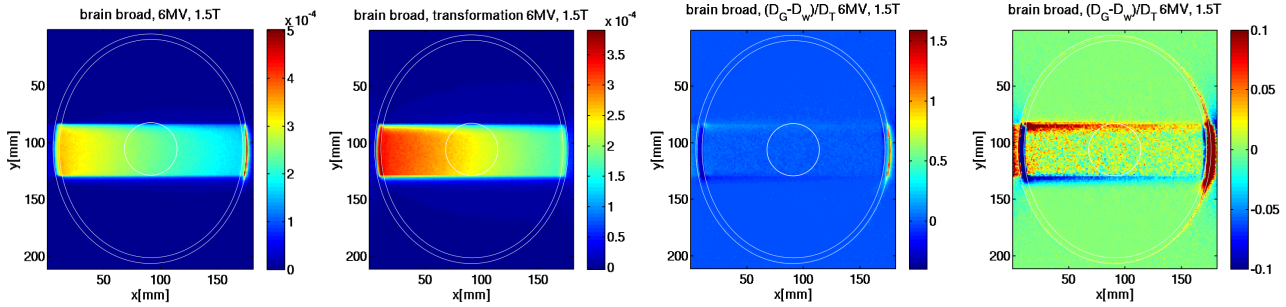 brain broad, 6MV, 1.5T
x 10⁻⁴
5
4
3
2
1
0
50
100
150
200
y[mm]
50 100 150
x[mm]
brain broad, transformation 6MV, 1.5T
x 10⁻⁴
3.5
3
2.5
2
1.5
1
0.5
0
50
100
150
200
y[mm]
50 100 150
x[mm]
brain broad, (D_G-D_w)/D_T 6MV, 1.5T
1.5
1
0.5
0
50
100
150
200
y[mm]
50 100 150
x[mm]
brain broad, (D_G-D_w)/D_T 6MV, 1.5T
0.1
0.05
0
-0.05
-0.1
50
100
150
200
y[mm]
50 100 150
x[mm]